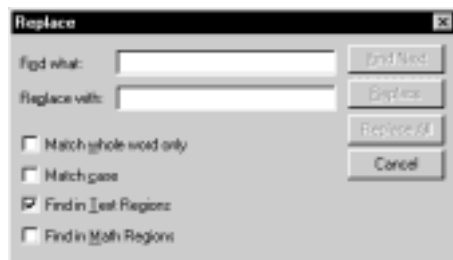 Replace
Find what:
Find Next
Replace with:
Replace
Replace All
Match whole word only
Cancel
Match case
Find in Text Regions
Find in Math Regions